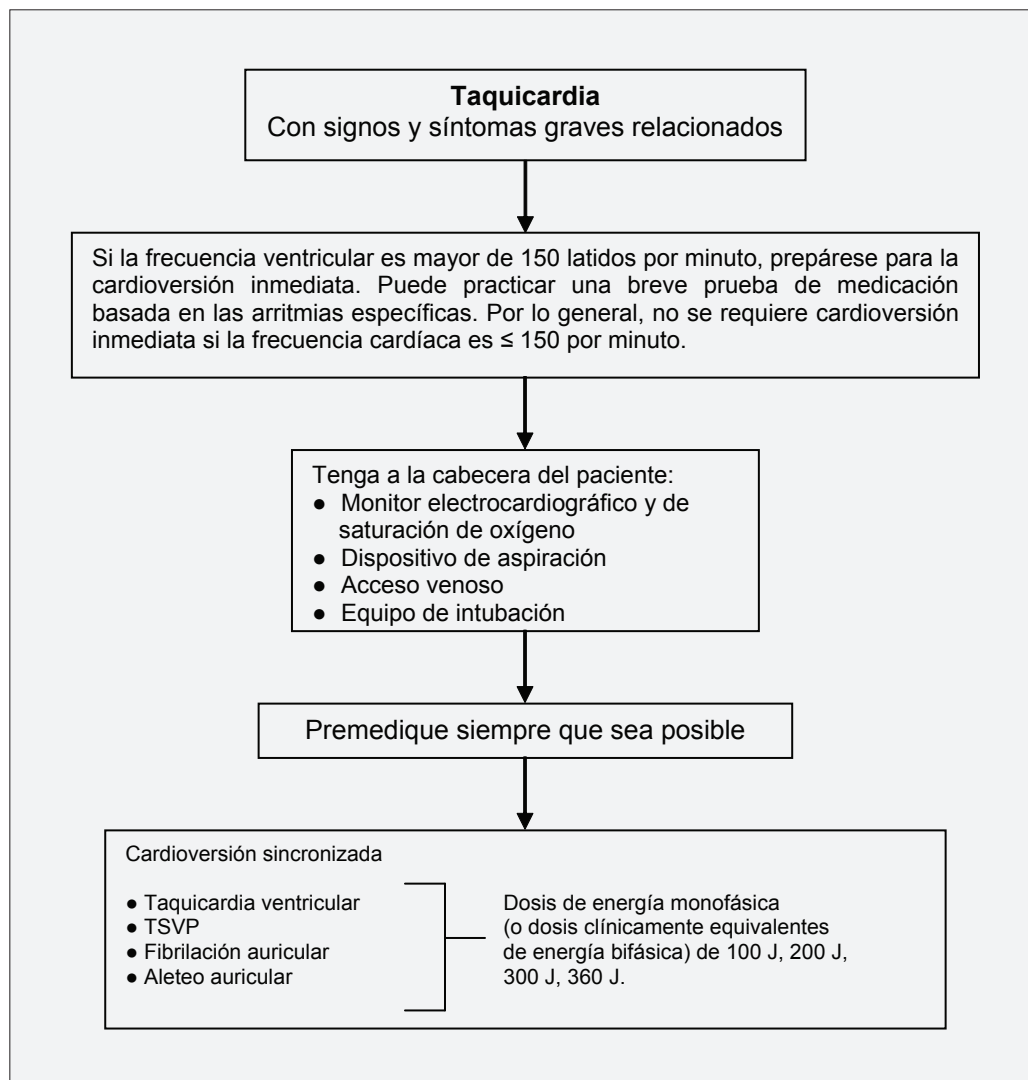 Taquicardia
Con signos y síntomas graves relacionados
Si la frecuencia ventricular es mayor de 150 latidos por minuto, prepárese para la
cardioversión inmediata. Puede practicar una breve prueba de medicación
basada en las arritmias específicas. Por lo general, no se requiere cardioversión
inmediata si la frecuencia cardíaca es ≤ 150 por minuto.
Tenga a la cabecera del paciente:
● Monitor electrocardiográfico y de
saturación de oxígeno
● Dispositivo de aspiración
● Acceso venoso
● Equipo de intubación
Premedique siempre que sea posible
Cardioversión sincronizada
● Taquicardia ventricular
● TSVP
● Fibrilación auricular
● Aleteo auricular
Dosis de energía monofásica
(o dosis clínicamente equivalentes
de energía bifásica) de 100 J, 200 J,
300 J, 360 J.